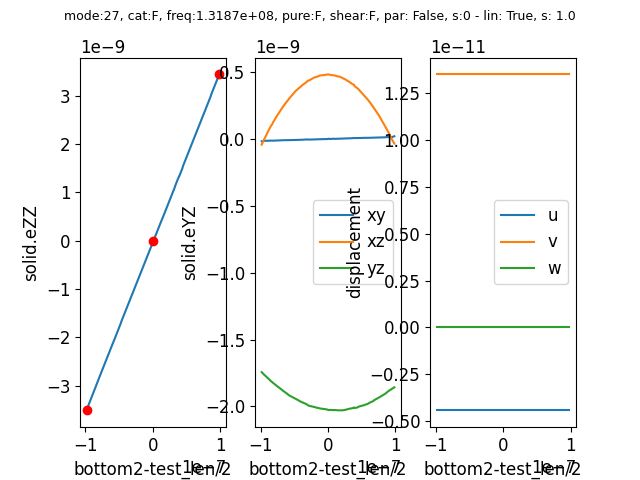 mode:27, cat:F, freq:1.3187e+08, pure:F, shear:F, par: False, s:0 - lin: True, s: 1.0
1e−9
1e−9
1e−11
3
2
1
0
−1
−2
−3
solid.eZZ
−1
0
1
1e−7
bottom2-test_len/2
0.5
0.0
−0.5
−1.0
−1.5
−2.0
solid.eYZ
xy
xz
yz
−1
0
1
1e−7
bottom2-test_len/2
1.25
1.00
0.75
0.50
0.25
0.00
−0.25
−0.50
displacement
u
v
w
−1
0
1
1e−7
bottom2-test_len/2